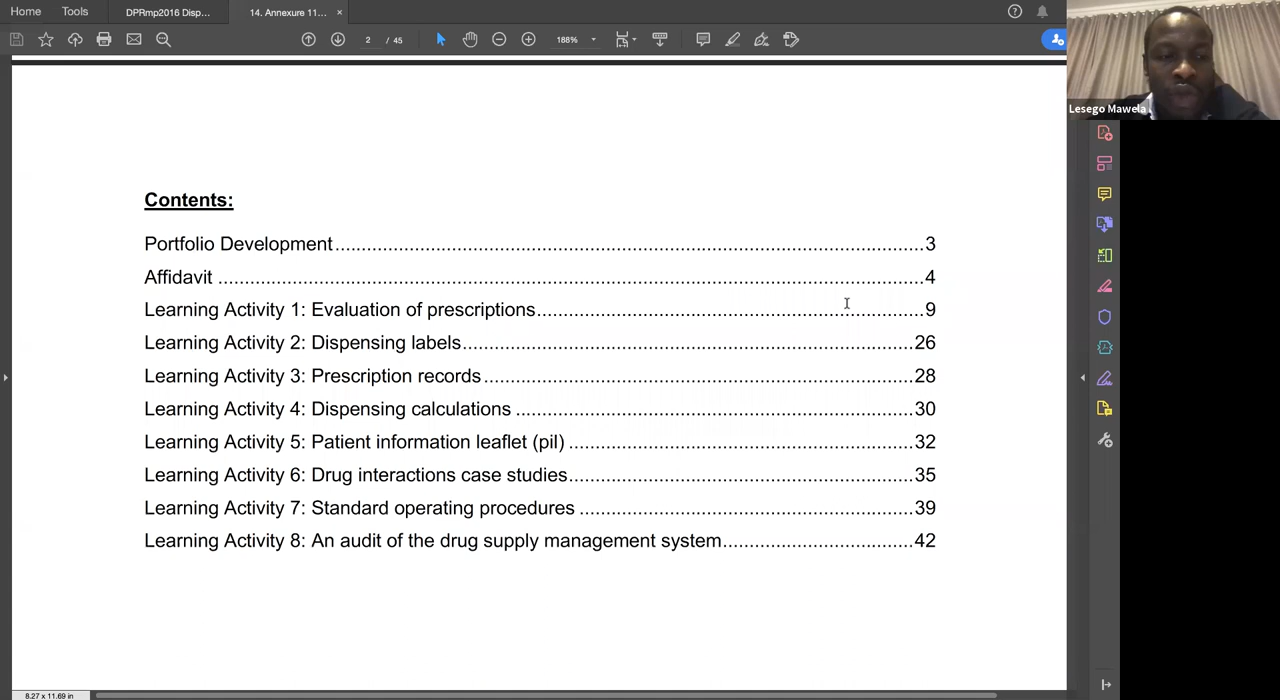 Home
Tools
DPRmp2016 Disp...
14. Annexure 11...
×
2 / 45
188%
Lesego Mawela
Contents:
Portfolio Development 3
Affidavit 4
Learning Activity 1: Evaluation of prescriptions 9
Learning Activity 2: Dispensing labels 26
Learning Activity 3: Prescription records 28
Learning Activity 4: Dispensing calculations 30
Learning Activity 5: Patient information leaflet (pil) 32
Learning Activity 6: Drug interactions case studies 35
Learning Activity 7: Standard operating procedures 39
Learning Activity 8: An audit of the drug supply management system 42
8.27 x 11.69 in